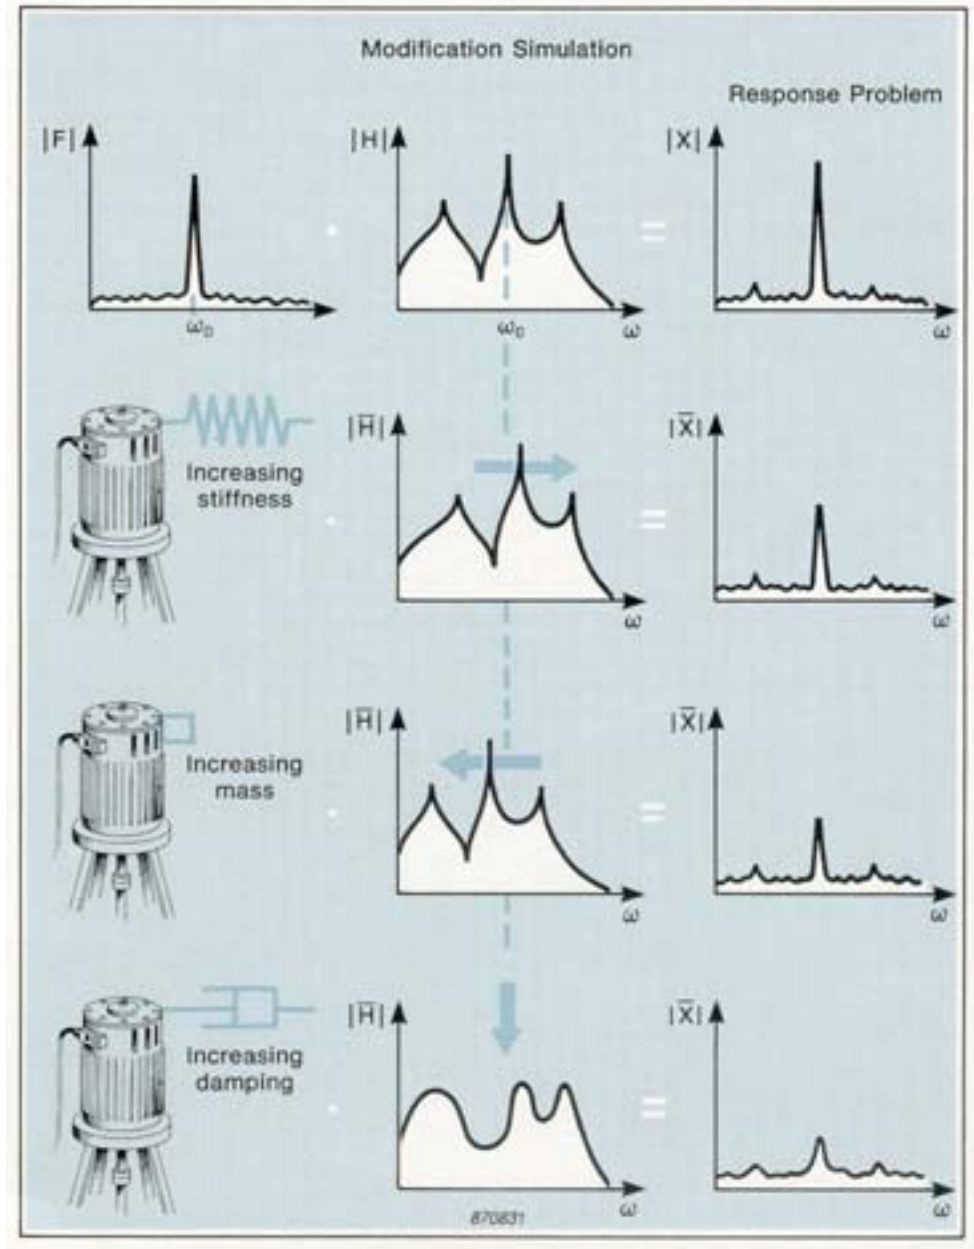 Modification Simulation
Response Problem
|F|
|H|
|X|
ω₀
ω₀
ω
ω
Increasing
stiffness
|H̅|
|X̅|
ω
ω
Increasing
mass
|H̅|
|X̅|
ω
ω
Increasing
damping
|H̅|
|X̅|
ω
ω
870831